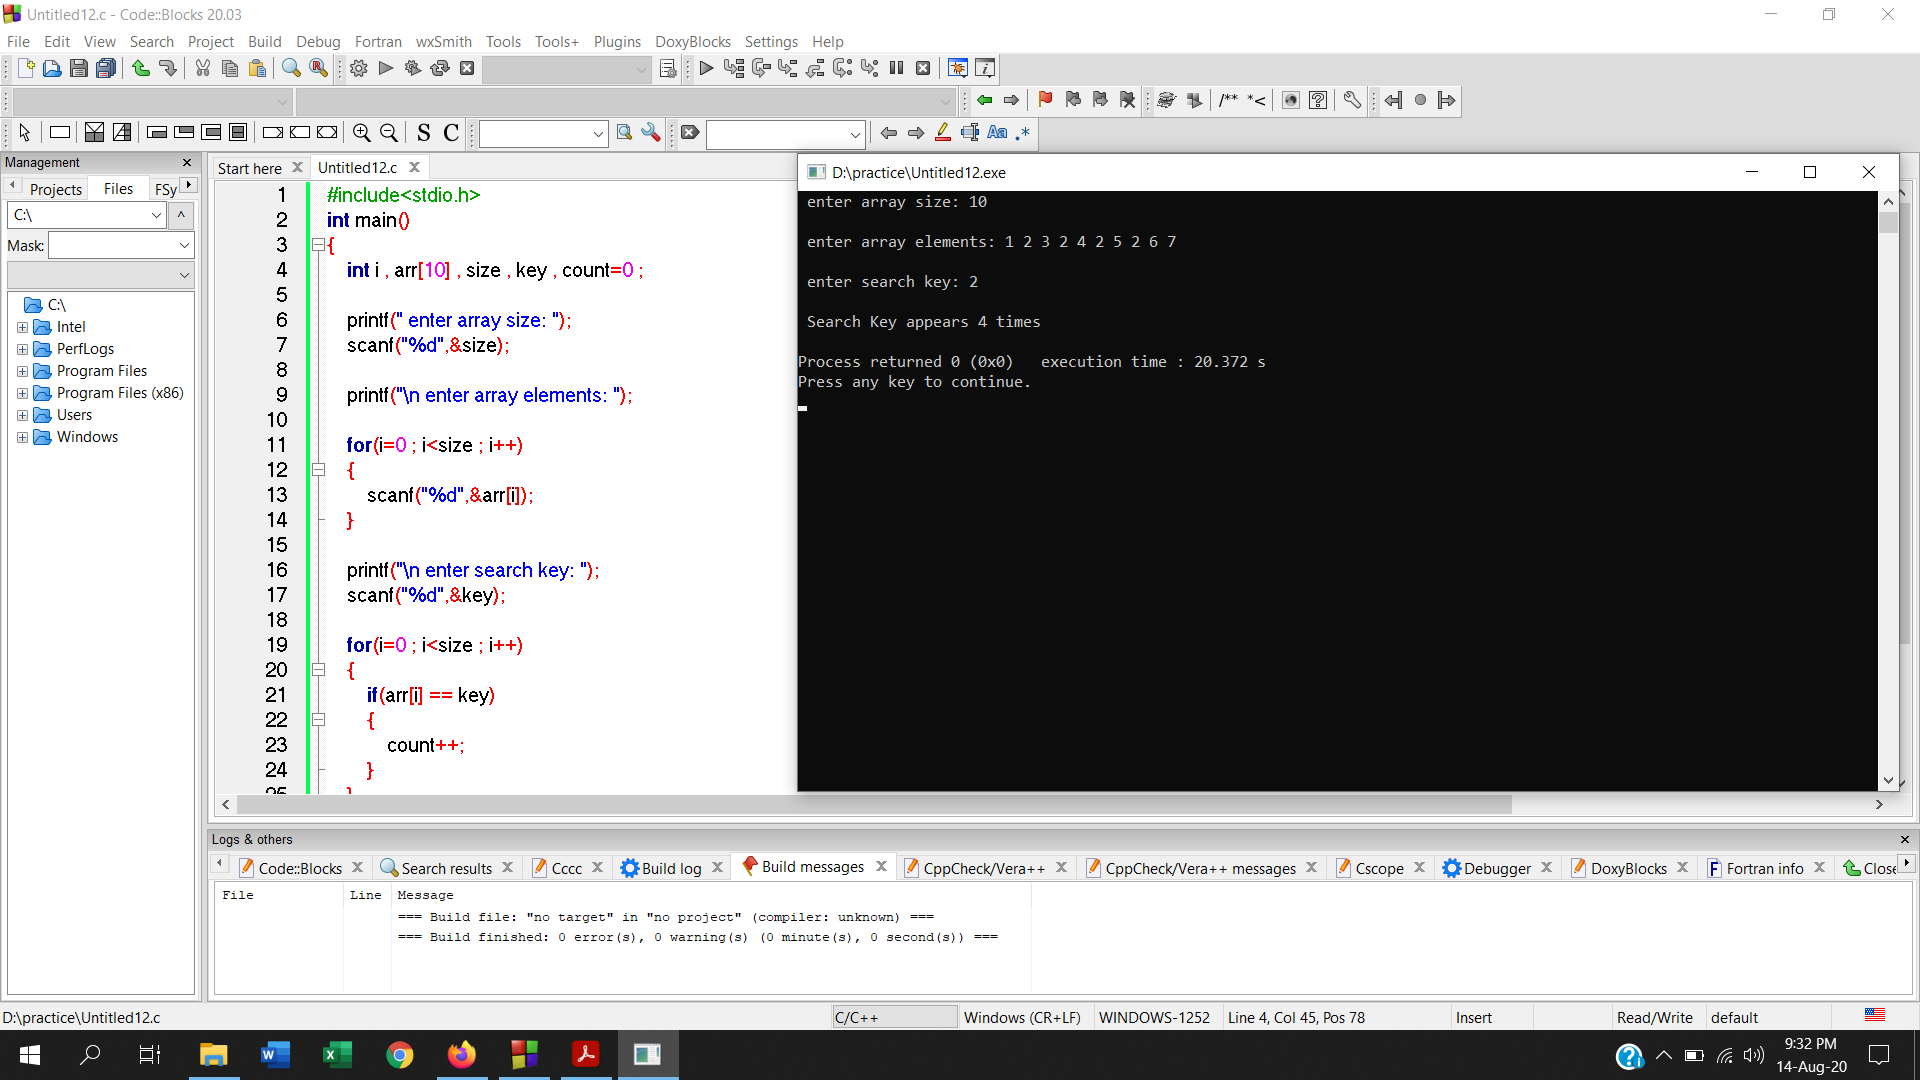 Untitled12.c - Code::Blocks 20.03
File Edit View Search Project Build Debug Fortran wxSmith Tools Tools+ Plugins DoxyBlocks Settings Help
/** *<
S C
Aa .*
Management
Projects Files FSy
C:\
^
Mask:
C:\
Intel
PerfLogs
Program Files
Program Files (x86)
Users
Windows
Start here Untitled12.c
1 #include<stdio.h>
2 int main()
3 {
4 int i , arr[10] , size , key , count=0 ;
5
6 printf(" enter array size: ");
7 scanf("%d",&size);
8
9 printf("\n enter array elements: ");
10
11 for(i=0 ; i<size ; i++)
12 {
13 scanf("%d",&arr[i]);
14 }
15
16 printf("\n enter search key: ");
17 scanf("%d",&key);
18
19 for(i=0 ; i<size ; i++)
20 {
21 if(arr[i] == key)
22 {
23 count++;
24 }
25 }
D:\practice\Untitled12.exe
enter array size: 10
enter array elements: 1 2 3 2 4 2 5 2 6 7
enter search key: 2
Search Key appears 4 times
Process returned 0 (0x0)   execution time : 20.372 s
Press any key to continue.
Logs & others
Code::Blocks Search results Cccc Build log Build messages CppCheck/Vera++ CppCheck/Vera++ messages Cscope Debugger DoxyBlocks Fortran info Close
File Line Message
=== Build file: "no target" in "no project" (compiler: unknown) ===
=== Build finished: 0 error(s), 0 warning(s) (0 minute(s), 0 second(s)) ===
D:\practice\Untitled12.c C/C++ Windows (CR+LF) WINDOWS-1252 Line 4, Col 45, Pos 78 Insert Read/Write default
9:32 PM
14-Aug-20